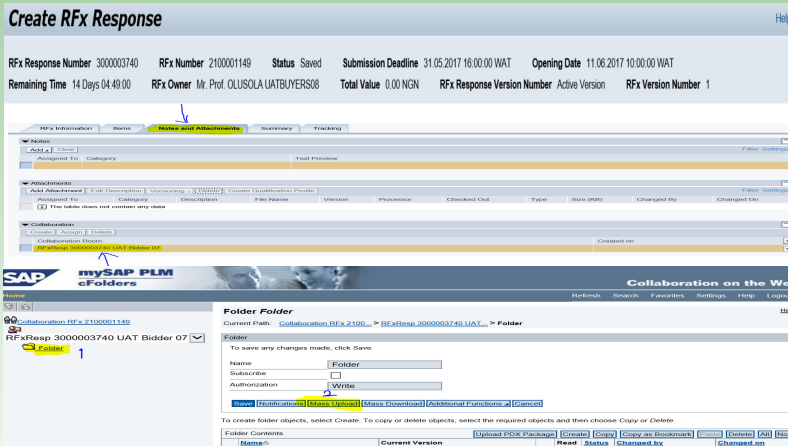 Create RFx Response
Help
RFx Response Number 3000003740 RFx Number 2100001149 Status Saved Submission Deadline 31.05.2017 16:00:00 WAT Opening Date 11.06.2017 10:00:00 WAT
Remaining Time 14 Days 04:49:00 RFx Owner Mr. Prof. OLUSOLA UATBUYERS08 Total Value 0.00 NGN RFx Response Version Number Active Version RFx Version Number 1
RFx Information Items Notes and Attachments Summary Tracking
Notes
Add Clear Filter Settings
Assigned To Category Text Preview
Attachments
Add Attachment Edit Description Versioning Delete Create Qualification Profile Filter Settings
Assigned To Category Description File Name Version Processor Checked Out Type Size (KB) Changed By Changed On
The table does not contain any data
Collaboration
Create Assign Delete
Collaboration Room Created on
RFxResp 3000003740 UAT Bidder 07
SAP mySAP PLM
cFolders Collaboration on the We
Home Refresh Search Favorites Settings Help Logou
Collaboration RFx 2100001149
RFxResp 3000003740 UAT Bidder 07
Folder 1
Folder Folder
He
Current Path: Collaboration RFx 2100... > RFxResp 3000003740 UAT... > Folder
Folder
To save any changes made, click Save.
Name Folder
Subscribe
Authorization Write
2
Save Notifications Mass Upload Mass Download Additional Functions Cancel
To create folder objects, select Create. To copy or delete objects, select the required objects and then choose Copy or Delete.
Folder Contents Upload PDX Package Create Copy Copy as Bookmark Paste Delete All No
Name Current Version Read Status Changed by Changed on